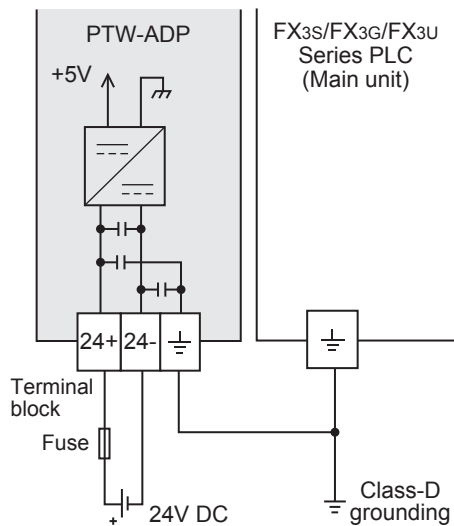 PTW-ADP
FX3S/FX3G/FX3U
Series PLC
(Main unit)
+5V
24+
24-
Terminal
block
Fuse
+
24V DC
Class-D
grounding